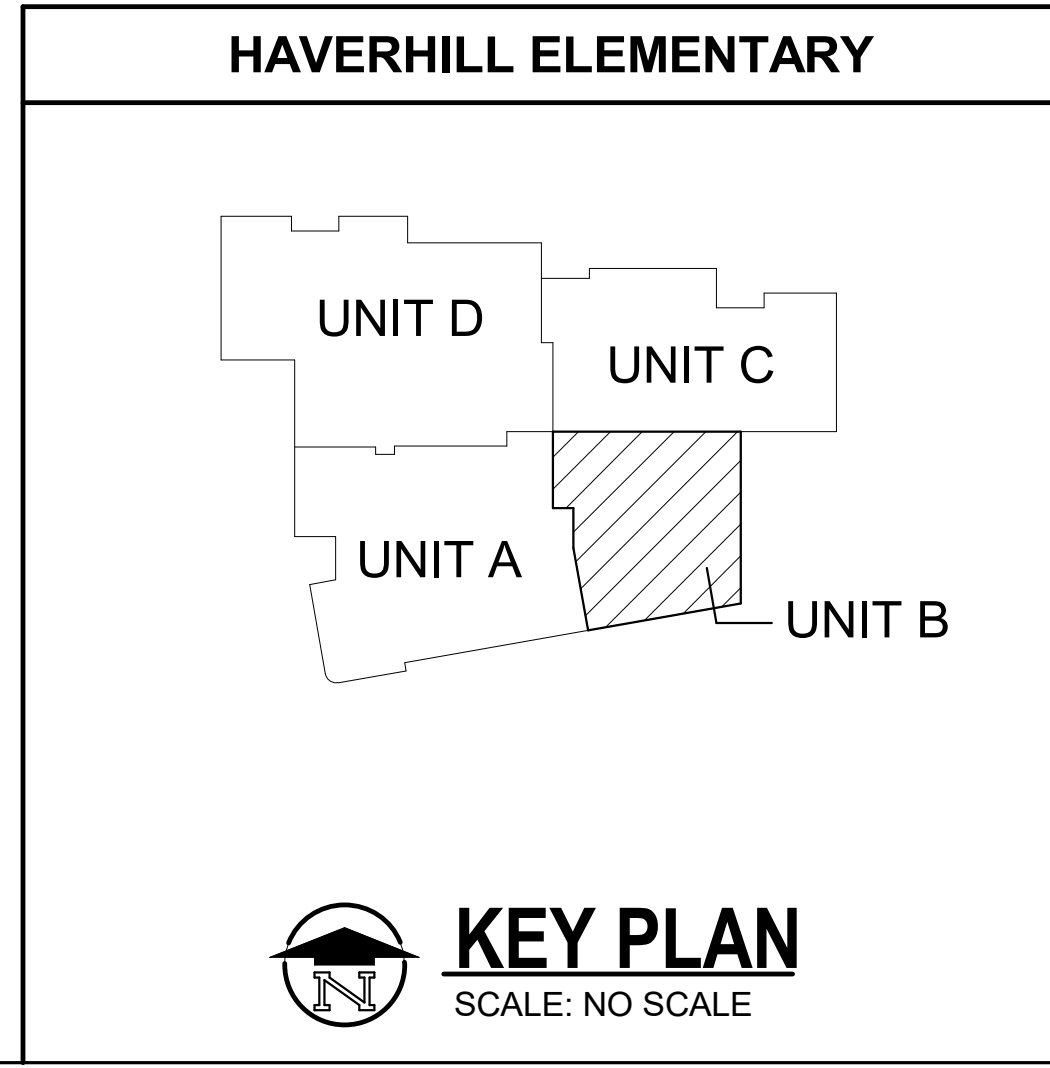 HAVERHILL ELEMENTARY
UNIT D
UNIT C
UNIT A
UNIT B
N
KEY PLAN
SCALE: NO SCALE